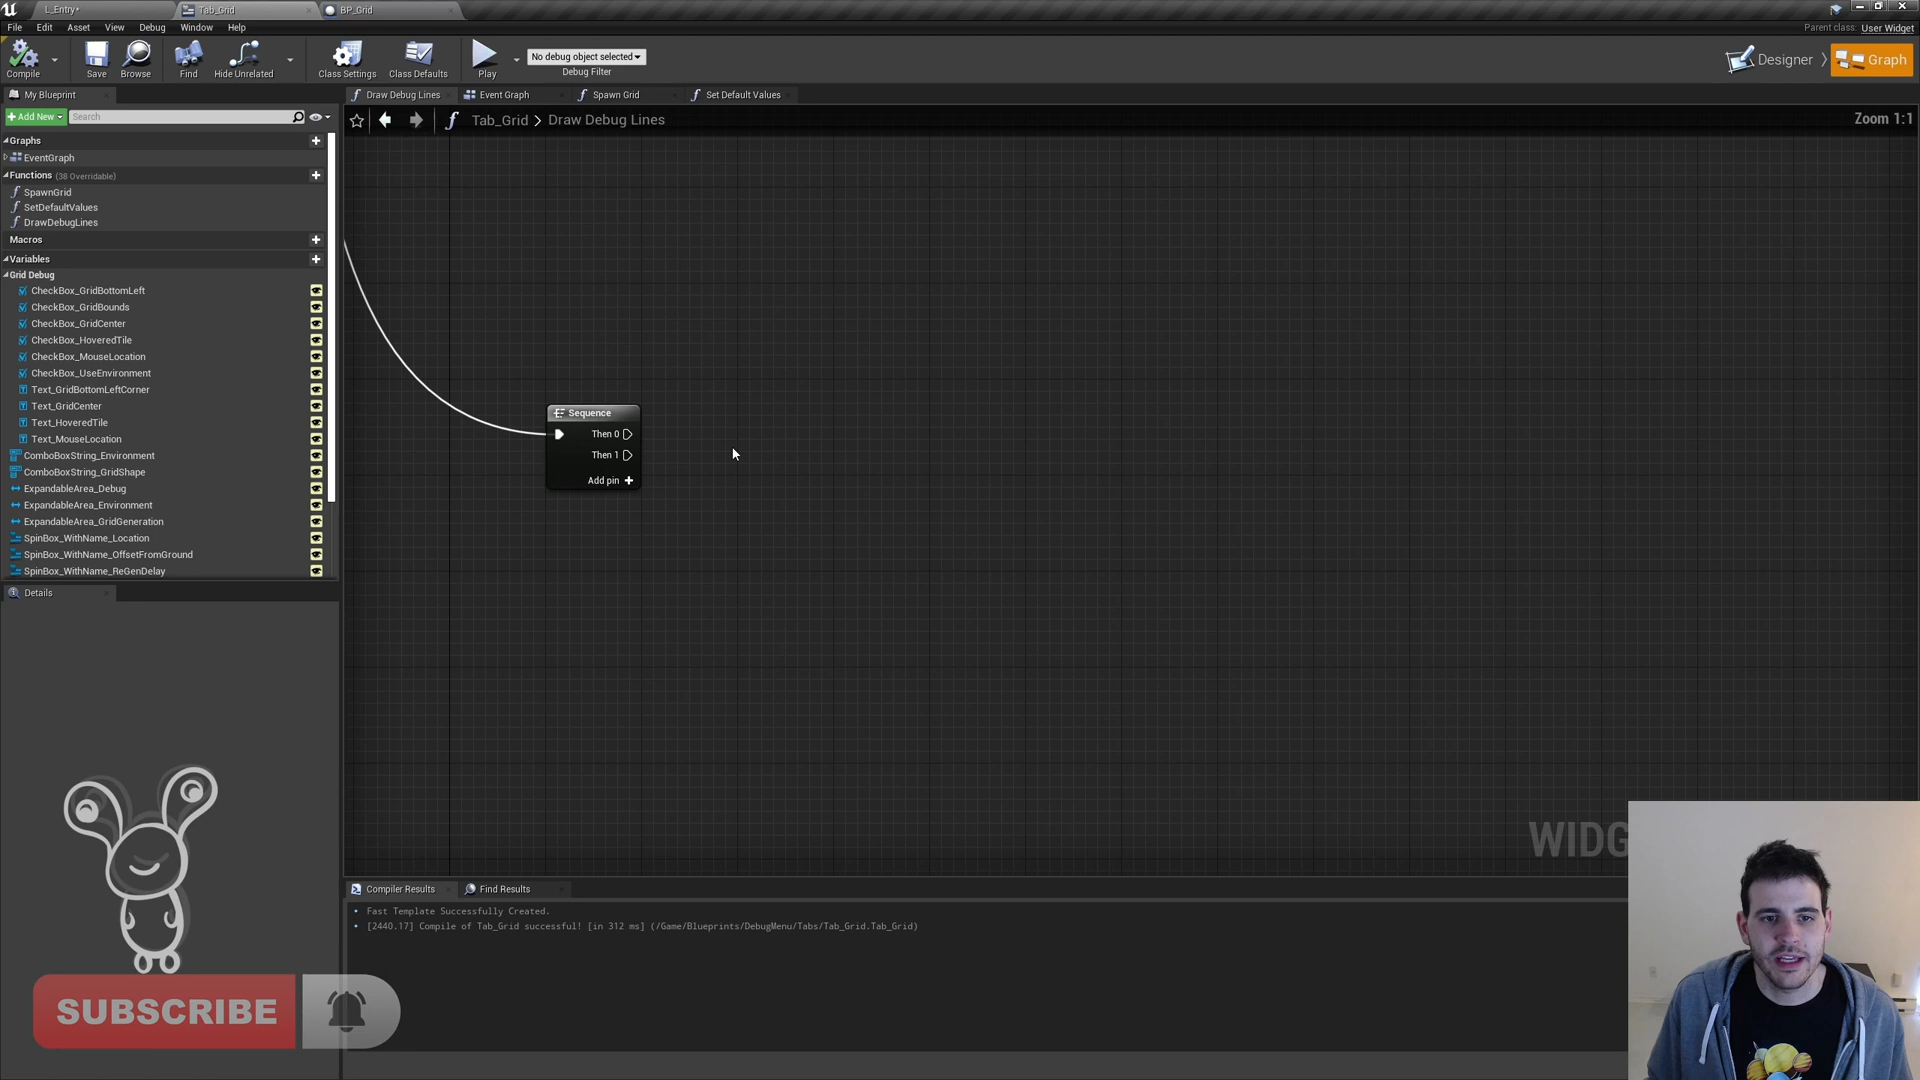 L_Entry*
Tab_Grid
BP_Grid
File Edit Asset View Debug Window Help
Parent class: User Widget
Compile
Save
Browse
Find
Hide Unrelated
Class Settings
Class Defaults
Play
No debug object selected
Debug Filter
Designer
Graph
My Blueprint
Draw Debug Lines
Event Graph
Spawn Grid
Set Default Values
+ Add New
Search
Tab_Grid > Draw Debug Lines
Zoom 1:1
Graphs
EventGraph
Functions (38 Overridable)
SpawnGrid
SetDefaultValues
DrawDebugLines
Macros
Variables
Grid Debug
CheckBox_GridBottomLeft
CheckBox_GridBounds
CheckBox_GridCenter
CheckBox_HoveredTile
CheckBox_MouseLocation
CheckBox_UseEnvironment
Text_GridBottomLeftCorner
Text_GridCenter
Text_HoveredTile
Text_MouseLocation
ComboBoxString_Environment
ComboBoxString_GridShape
ExpandableArea_Debug
ExpandableArea_Environment
ExpandableArea_GridGeneration
SpinBox_WithName_Location
SpinBox_WithName_OffsetFromGround
SpinBox_WithName_ReGenDelay
Details
Sequence
Then 0
Then 1
Add pin +
WIDG
Compiler Results
Find Results
Fast Template Successfully Created.
[2440.17] Compile of Tab_Grid successful! [in 312 ms] (/Game/Blueprints/DebugMenu/Tabs/Tab_Grid.Tab_Grid)
SUBSCRIBE